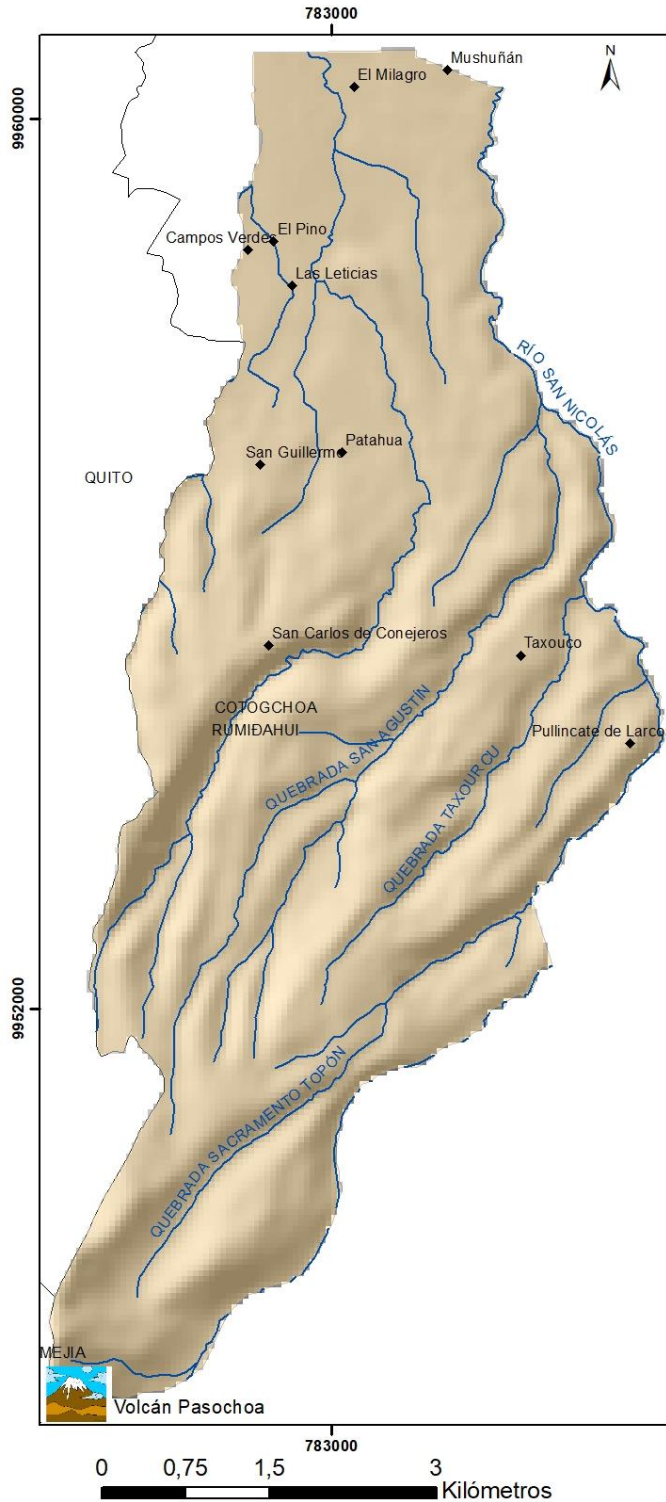 783000
N
Mushuñán
El Milagro
9960000
El Pino
Campos Verdes
Las Leticias
RÍO SAN NICOLÁS
Patahua
San Guillermo
QUITO
San Carlos de Conejeros
Taxouco
COTOGCHOA
RUMIÐAHUI
Pullincate de Larco
QUEBRADA SAN AGUSTÍN
QUEBRADA TAXOURCU
9952000
QUEBRADA SACRAMENTO TOPÓN
MEJIA
Volcán Pasochoa
783000
0 0,75 1,5 3
Kilómetros